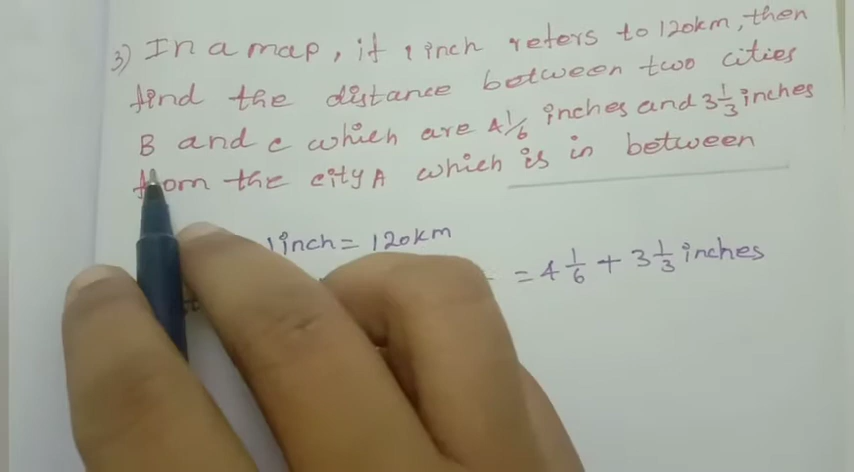 3) In a map, if 1 inch refers to 120km, then
find the distance between two cities
B and c which are 4 1/6 inches and 3 1/3 inches
from the city A which is in between
1 inch = 120km
= 4 1/6 + 3 1/3 inches